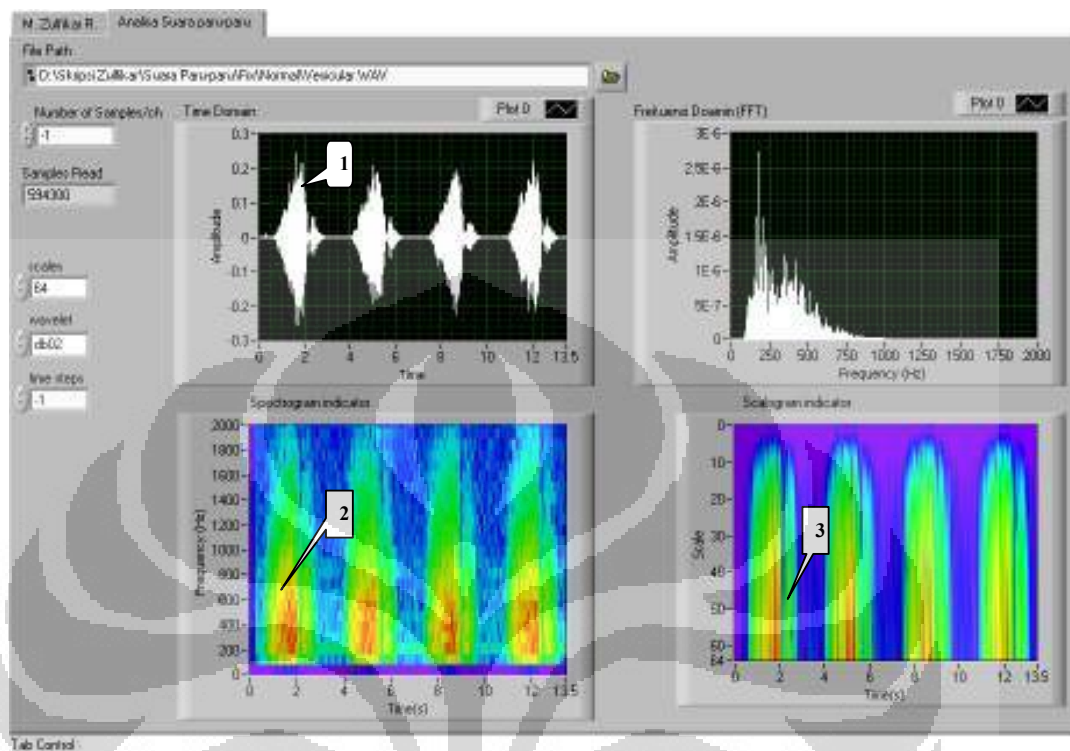 M. Zulfikar R. Analisa Suara paru-paru
File Path
D:\Skripsi Zulfikar\Suara Paru-paru\Fix\Normal\Vesicular.WAV
Number of Samples/ch
-1
Samples Read
594300
scales
64
wavelet
db02
time steps
-1
Time Domain Plot 0
Amplitude
0.3
0.2
0.1
0
-0.1
-0.2
-0.3
0 2 4 6 8 10 12 13.5
Time
1
Frekuensi Domain (FFT) Plot 0
Amplitude
3E-6
2.5E-6
2E-6
1.5E-6
1E-6
5E-7
0
0 250 500 750 1000 1250 1500 1750 2000
Frequency (Hz)
Spectrogram indicator
Frequency (Hz)
2000
1800
1600
1400
1200
1000
800
600
400
200
0
0 2 4 6 8 10 12 13.5
Time(s)
2
Scalogram indicator
Scale
0
10
20
30
40
50
60
64
0 2 4 6 8 10 12 13.5
Time(s)
3
Tab Control